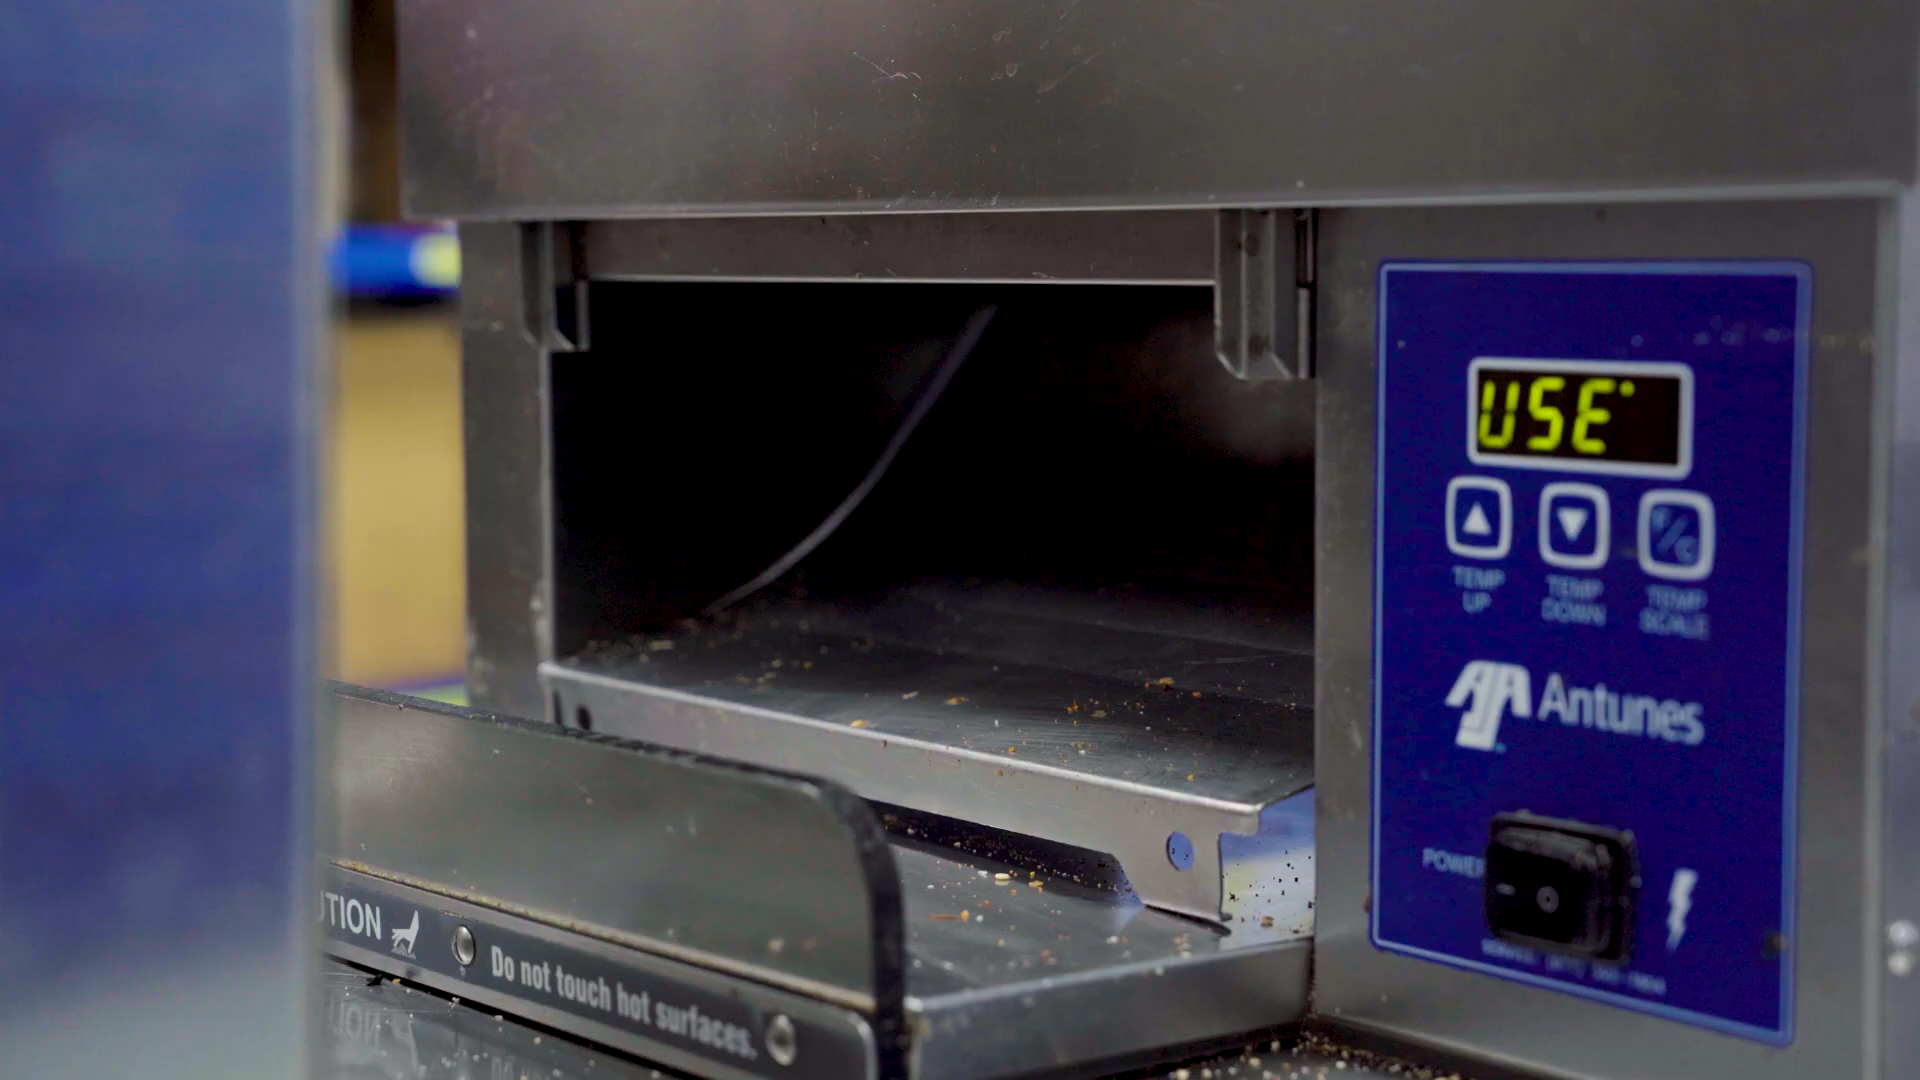 USE
F/C
TEMP UP
TEMP DOWN
TEMP SCALE
Antunes
POWER
UTION
Do not touch hot surfaces.